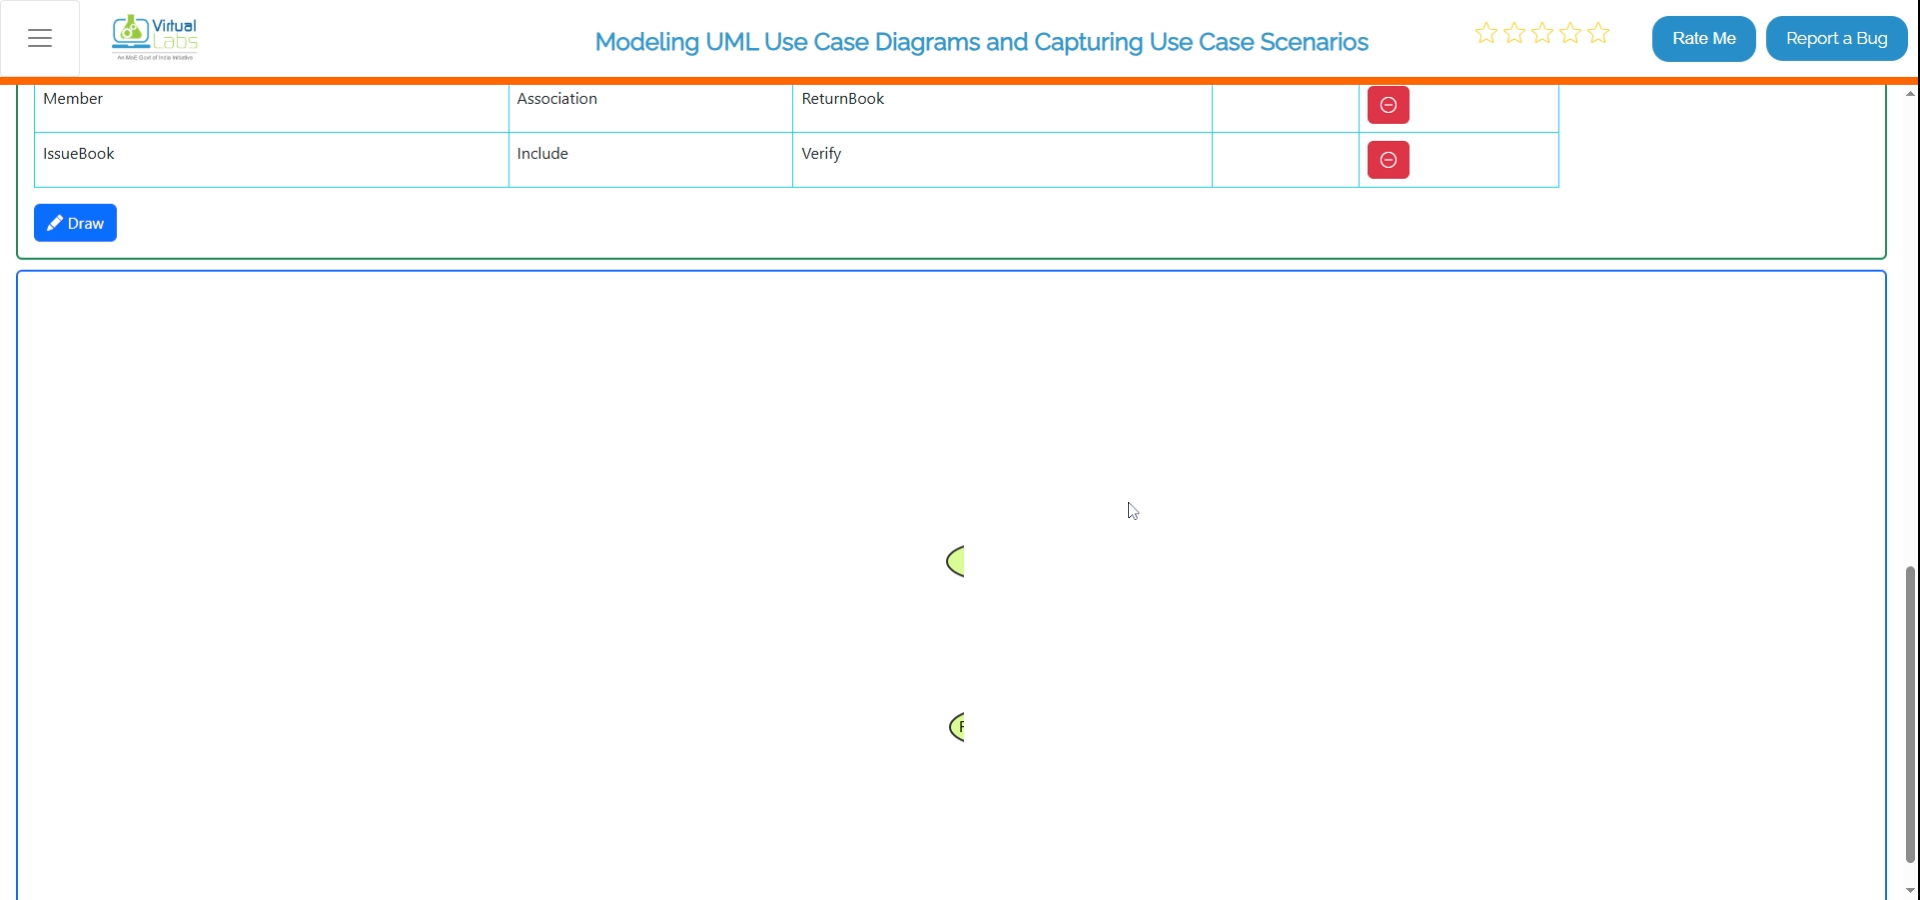 Virtual
Labs
An MoE Govt of India Initiative
Modeling UML Use Case Diagrams and Capturing Use Case Scenarios
Rate Me
Report a Bug
Member Association ReturnBook
IssueBook Include Verify
Draw